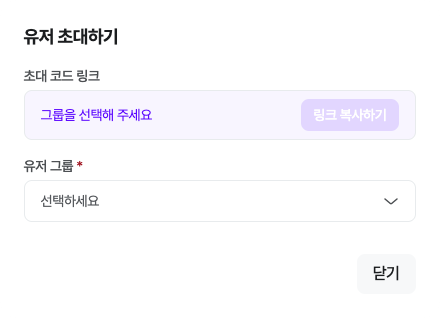 유저 초대하기
초대 코드 링크
그룹을 선택해 주세요
링크 복사하기
유저 그룹 *
선택하세요
닫기